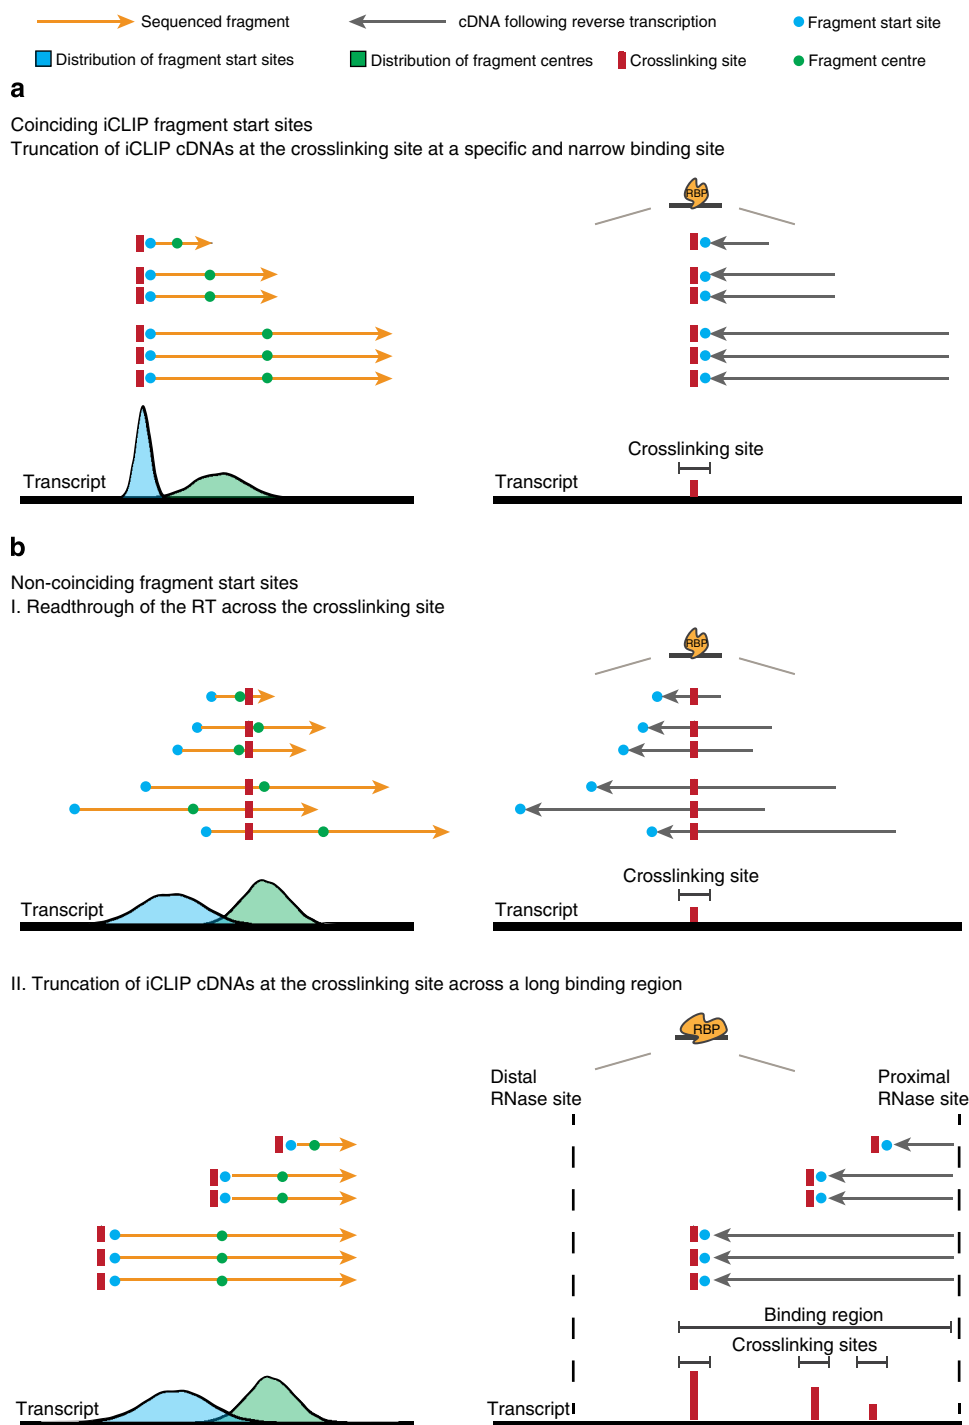 Sequenced fragment
cDNA following reverse transcription
Fragment start site
Distribution of fragment start sites
Distribution of fragment centres
Crosslinking site
Fragment centre
a
Coinciding iCLIP fragment start sites
Truncation of iCLIP cDNAs at the crosslinking site at a specific and narrow binding site
RBP
Crosslinking site
Transcript
Transcript
b
Non-coinciding fragment start sites
I. Readthrough of the RT across the crosslinking site
RBP
Crosslinking site
Transcript
Transcript
II. Truncation of iCLIP cDNAs at the crosslinking site across a long binding region
RBP
Distal
RNase site
Proximal
RNase site
Binding region
Crosslinking sites
Transcript
Transcript